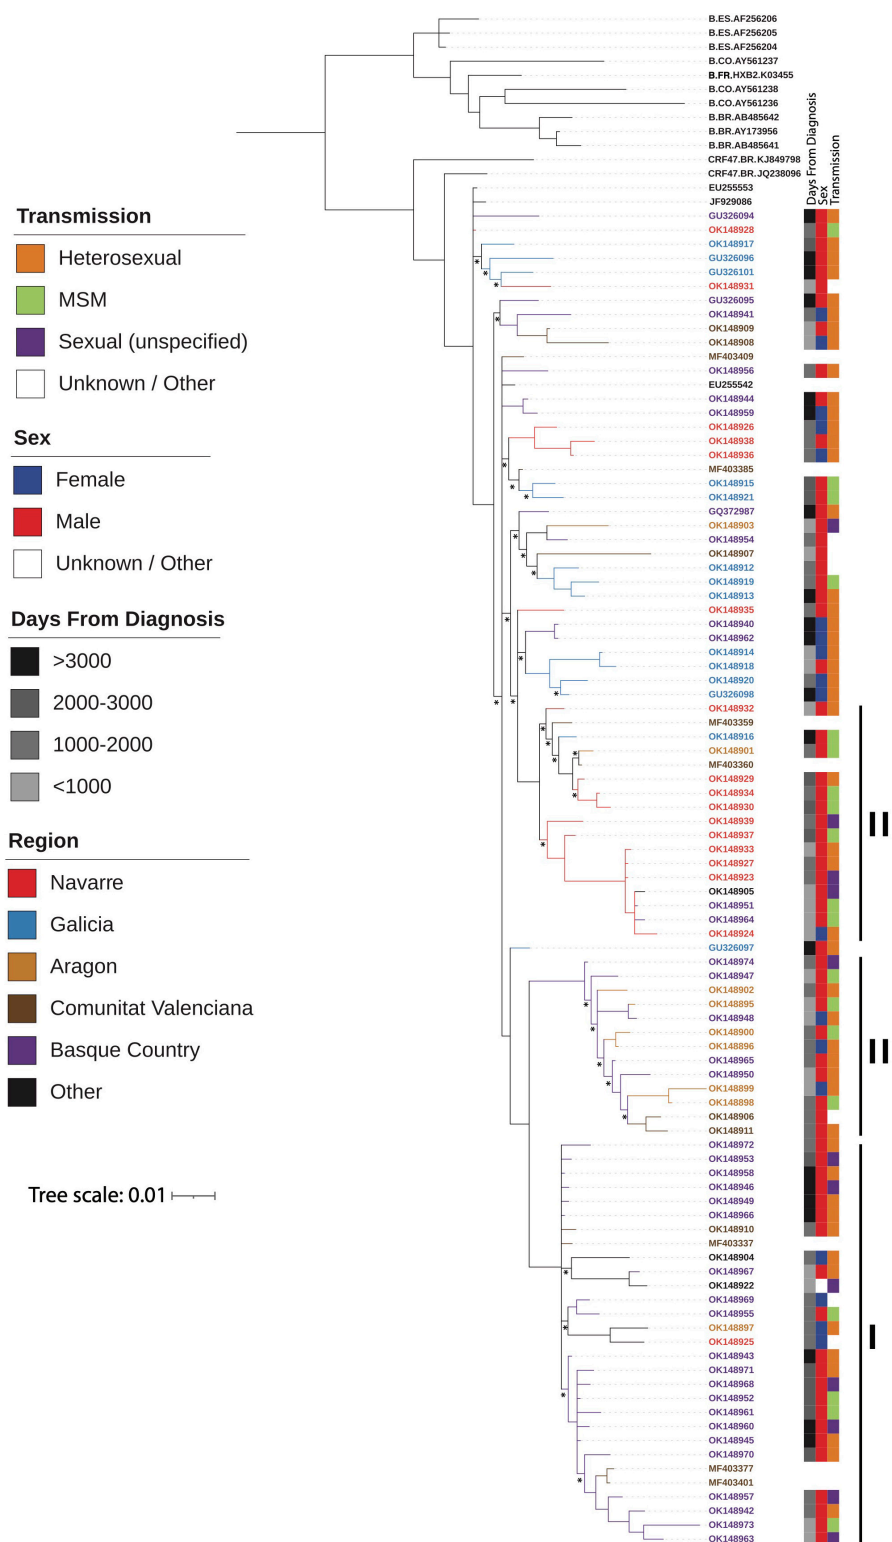 Transmission
Heterosexual
MSM
Sexual (unspecified)
Unknown / Other
Sex
Female
Male
Unknown / Other
Days From Diagnosis
>3000
2000-3000
1000-2000
<1000
Region
Navarre
Galicia
Aragon
Comunitat Valenciana
Basque Country
Other
Tree scale: 0.01
Days From Diagnosis
Sex
Transmission
B.ES.AF256206
B.ES.AF256205
B.ES.AF256204
B.CO.AY561237
B.FR.HXB2.K03455
B.CO.AY561238
B.CO.AY561236
B.BR.AB485642
B.BR.AY173956
B.BR.AB485641
CRF47.BR.KJ849798
CRF47.BR.JQ238096
EU255553
JF929086
GU326094
OK148928
OK148917
GU326096
GU326101
OK148931
GU326095
OK148941
OK148909
OK148908
MF403409
OK148956
EU255542
OK148944
OK148959
OK148926
OK148938
OK148936
MF403385
OK148915
OK148921
GQ372987
OK148903
OK148954
OK148907
OK148912
OK148919
OK148913
OK148935
OK148940
OK148962
OK148914
OK148918
OK148920
GU326098
OK148932
MF403359
OK148916
OK148901
MF403360
OK148929
OK148934
OK148930
OK148939
OK148937
OK148933
OK148927
OK148923
OK148905
OK148951
OK148964
OK148924
GU326097
OK148974
OK148947
OK148902
OK148895
OK148948
OK148900
OK148896
OK148965
OK148950
OK148899
OK148898
OK148906
OK148911
OK148972
OK148953
OK148958
OK148946
OK148949
OK148966
OK148910
MF403337
OK148904
OK148967
OK148922
OK148969
OK148955
OK148897
OK148925
OK148943
OK148971
OK148968
OK148952
OK148961
OK148960
OK148945
OK148970
MF403377
MF403401
OK148957
OK148942
OK148973
OK148963
II
II
I